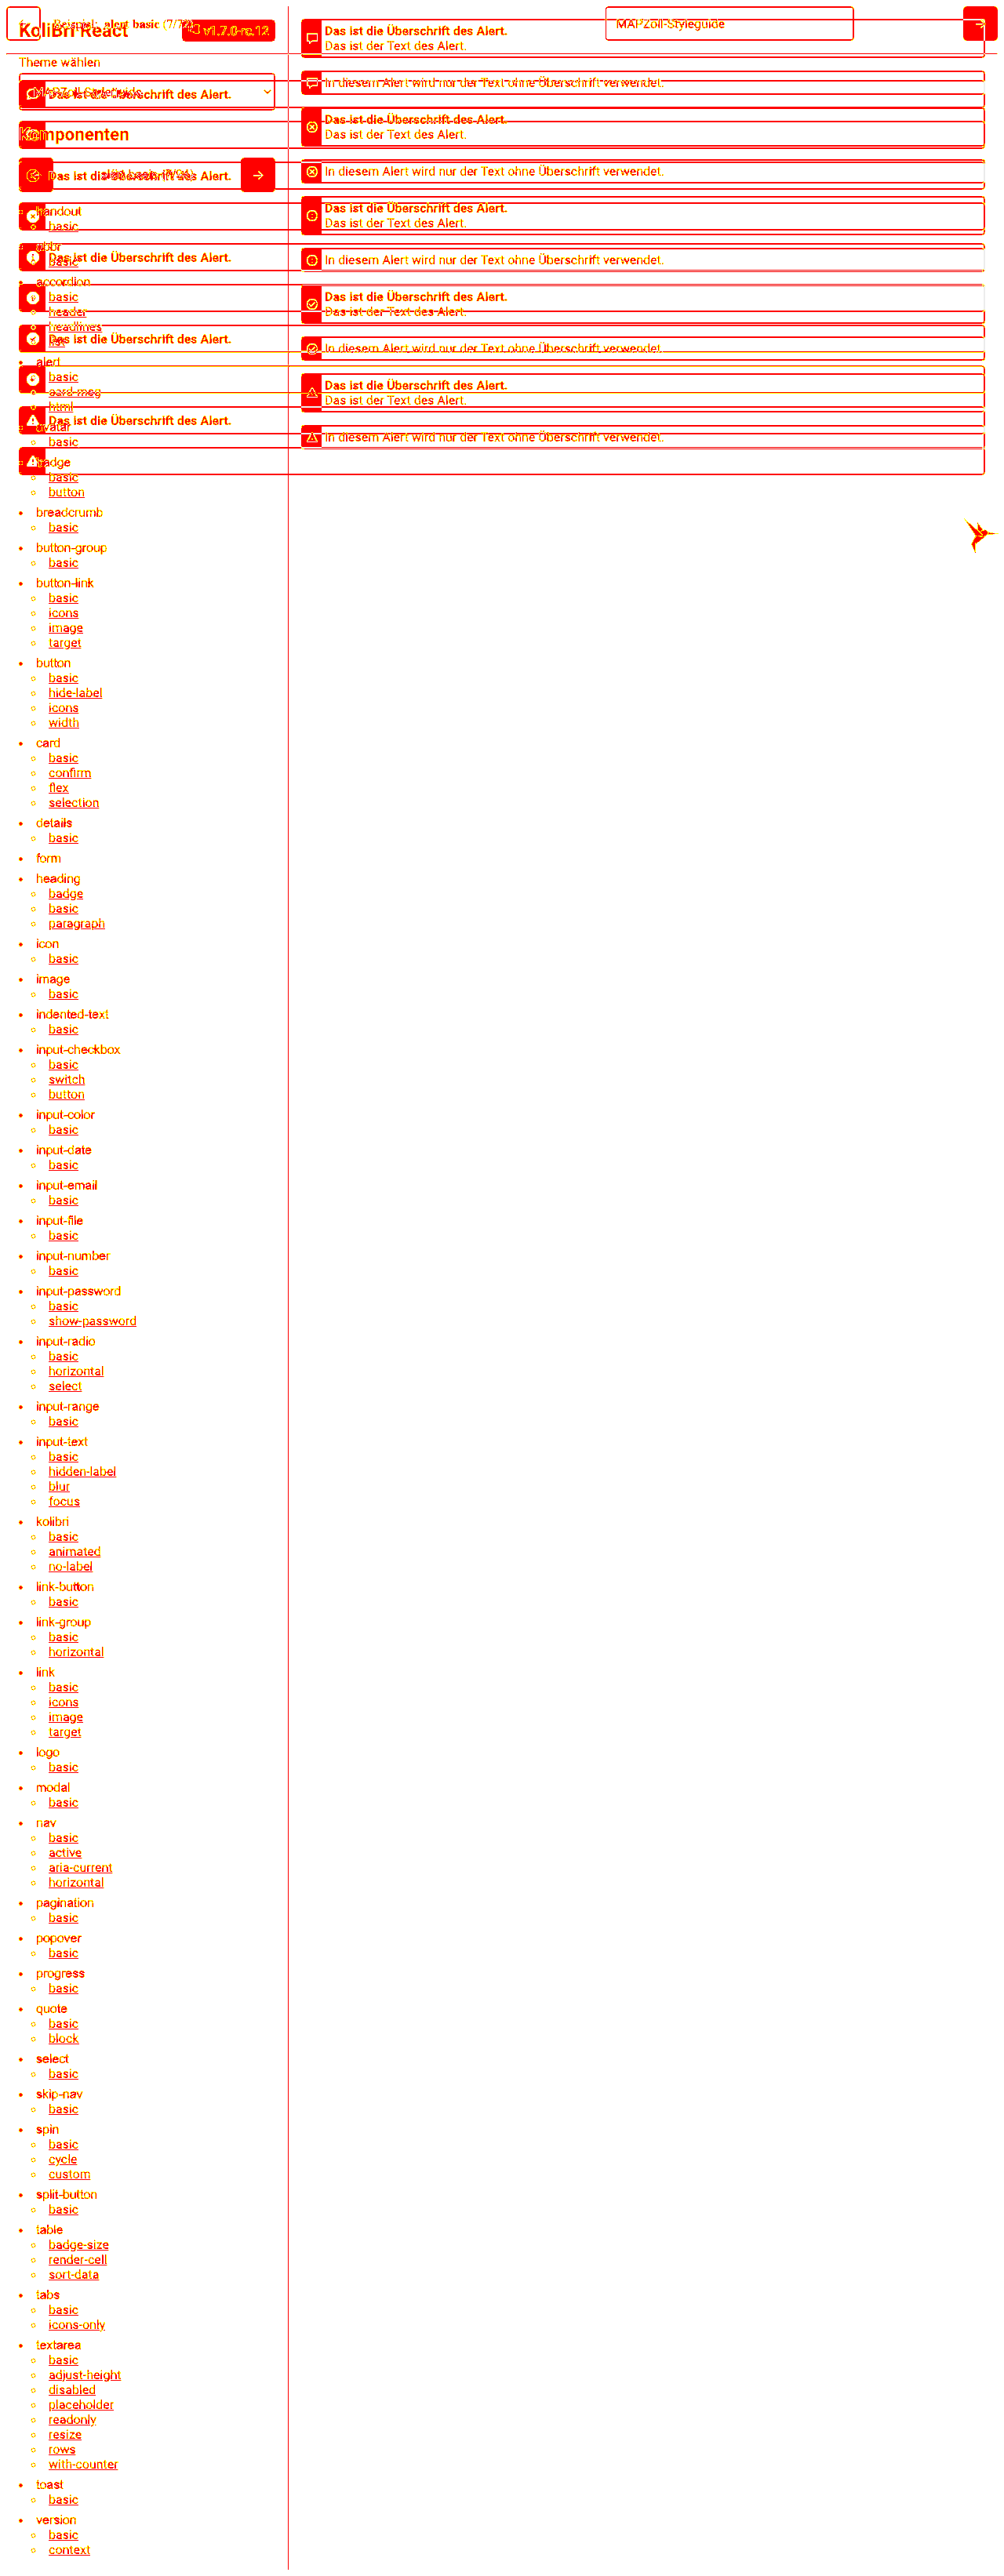 KoliBri React
v1.7.0-rc.12
MAPZoll-Styleguide
Theme wählen
Das ist die Überschrift des Alert.
Komponenten
Das ist die Überschrift des Alert.
handout
basic
abbr
basic
Das ist die Überschrift des Alert.
accordion
basic
header
headlines
list
Das ist die Überschrift des Alert.
alert
basic
card-msg
html
Das ist die Überschrift des Alert.
avatar
basic
badge
basic
button
breadcrumb
basic
button-group
basic
button-link
basic
icons
image
target
button
basic
hide-label
icons
width
card
basic
confirm
flex
selection
details
basic
form
heading
badge
basic
paragraph
icon
basic
image
basic
indented-text
basic
input-checkbox
basic
switch
button
input-color
basic
input-date
basic
input-email
basic
input-file
basic
input-number
basic
input-password
basic
show-password
input-radio
basic
horizontal
select
input-range
basic
input-text
basic
hidden-label
blur
focus
kolibri
basic
animated
no-label
link-button
basic
link-group
basic
horizontal
link
basic
icons
image
target
logo
basic
modal
basic
nav
basic
active
aria-current
horizontal
pagination
basic
popover
basic
progress
basic
quote
basic
block
select
basic
skip-nav
basic
spin
basic
cycle
custom
split-button
basic
table
badge-size
render-cell
sort-data
tabs
basic
icons-only
textarea
basic
adjust-height
disabled
placeholder
readonly
resize
rows
with-counter
toast
basic
version
basic
context
Das ist die Überschrift des Alert.
Das ist der Text des Alert.
In diesem Alert wird nur der Text ohne Überschrift verwendet.
Das ist die Überschrift des Alert.
Das ist der Text des Alert.
In diesem Alert wird nur der Text ohne Überschrift verwendet.
Das ist die Überschrift des Alert.
Das ist der Text des Alert.
In diesem Alert wird nur der Text ohne Überschrift verwendet.
Das ist die Überschrift des Alert.
Das ist der Text des Alert.
In diesem Alert wird nur der Text ohne Überschrift verwendet.
Das ist die Überschrift des Alert.
Das ist der Text des Alert.
In diesem Alert wird nur der Text ohne Überschrift verwendet.